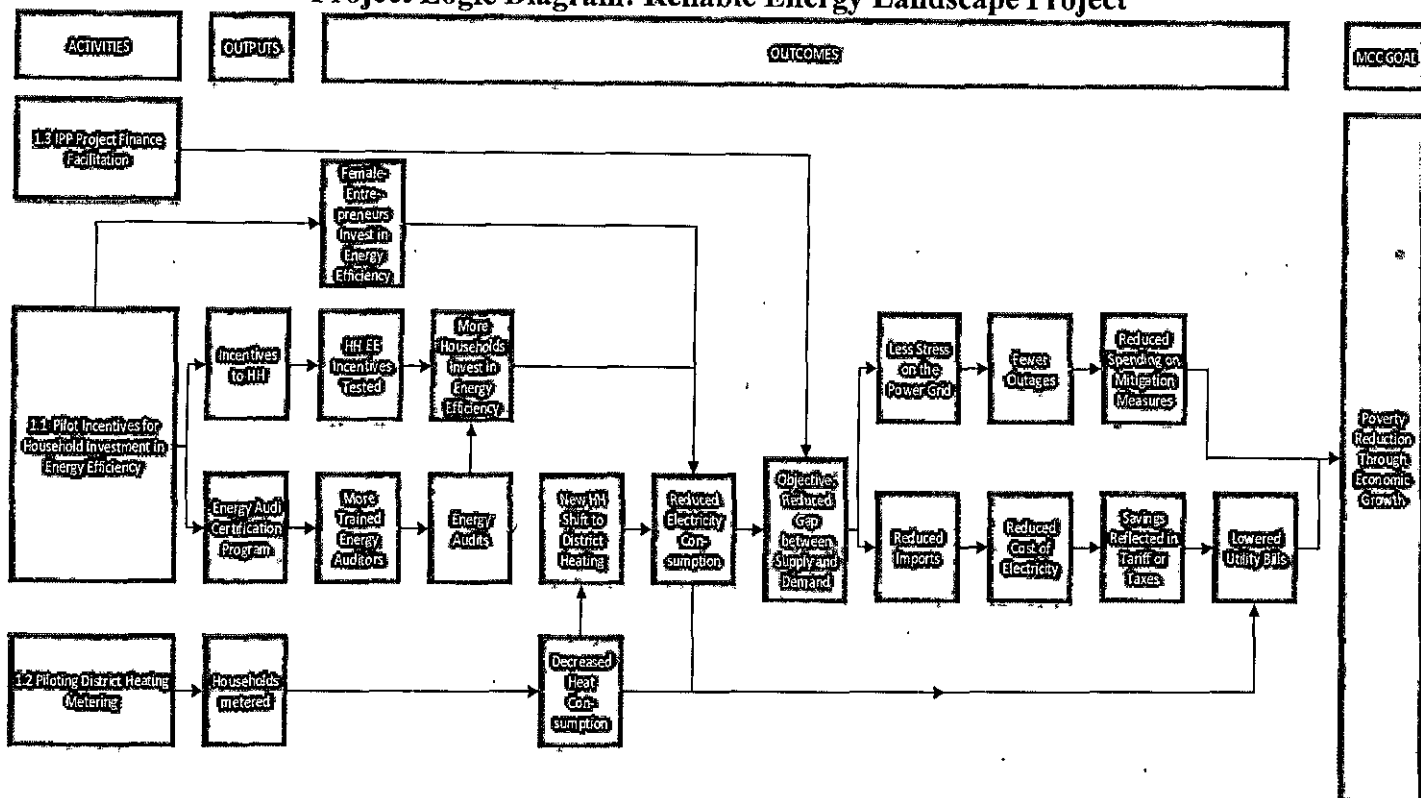 Project Logic Diagram: Reliable Energy Landscape Project
ACTIVITIES
OUTPUTS
OUTCOMES
MCC GOAL
1.3 IPP Project Finance
Facilitation
Female
Entre-
preneurs
Invest in
Energy
Efficiency
1.1 Pilot Incentives for
Household Investment in
Energy Efficiency
Incentives
to HH
HH EE
Incentives
Tested
More
Households
Invest in
Energy
Efficiency
Less Stress
on the
Power Grid
Fewer
Outages
Reduced
Spending on
Mitigation
Measures
Poverty
Reduction
Through
Economic
Growth
Energy Audi
Certification
Program
More
Trained
Energy
Auditors
Energy
Audits
New HH
Shift to
District
Heating
Reduced
Electricity
Con-
sumption
Objective:
Reduced
Gap
between
Supply and
Demand
Reduced
Imports
Reduced
Cost of
Electricity
Savings
Reflected in
Tariff or
Taxes
Lowered
Utility Bills
1.2 Piloting District Heating
Metering
Households
metered
Decreased
Heat
Con-
sumption